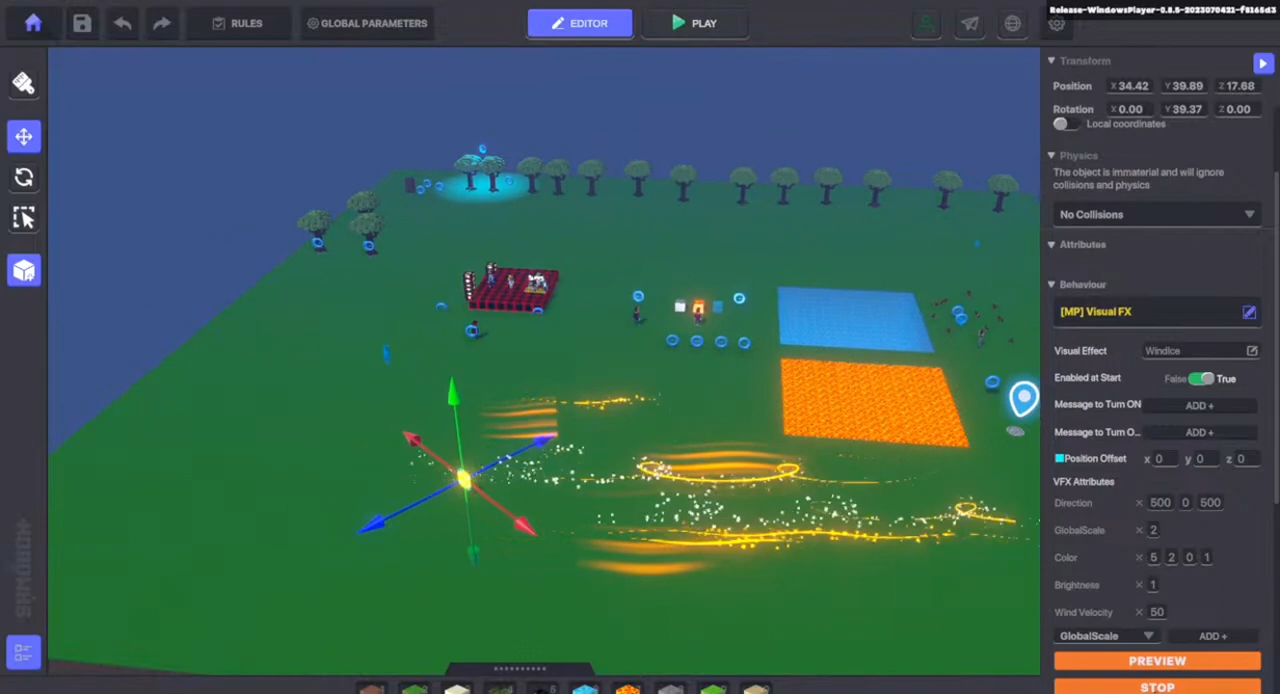 Release-WindowsPlayer-0.8.5-2023070421-f8165d3
RULES
GLOBAL PARAMETERS
EDITOR
PLAY
Transform
Position X 34.42 Y 39.89 Z 17.68
Rotation X 0.00 Y 39.37 Z 0.00
Local coordinates
Physics
The object is immaterial and will ignore
collisions and physics
No Collisions
Attributes
Behaviour
[MP] Visual FX
Visual Effect WindIce
Enabled at Start False True
Message to Turn ON ADD +
Message to Turn O... ADD +
Position Offset x 0 y 0 z 0
VFX Attributes
Direction × 500 0 500
GlobalScale × 2
Color × 5 2 0 1
Brightness × 1
Wind Velocity × 50
GlobalScale ADD +
PREVIEW
STOP
SANDBOX